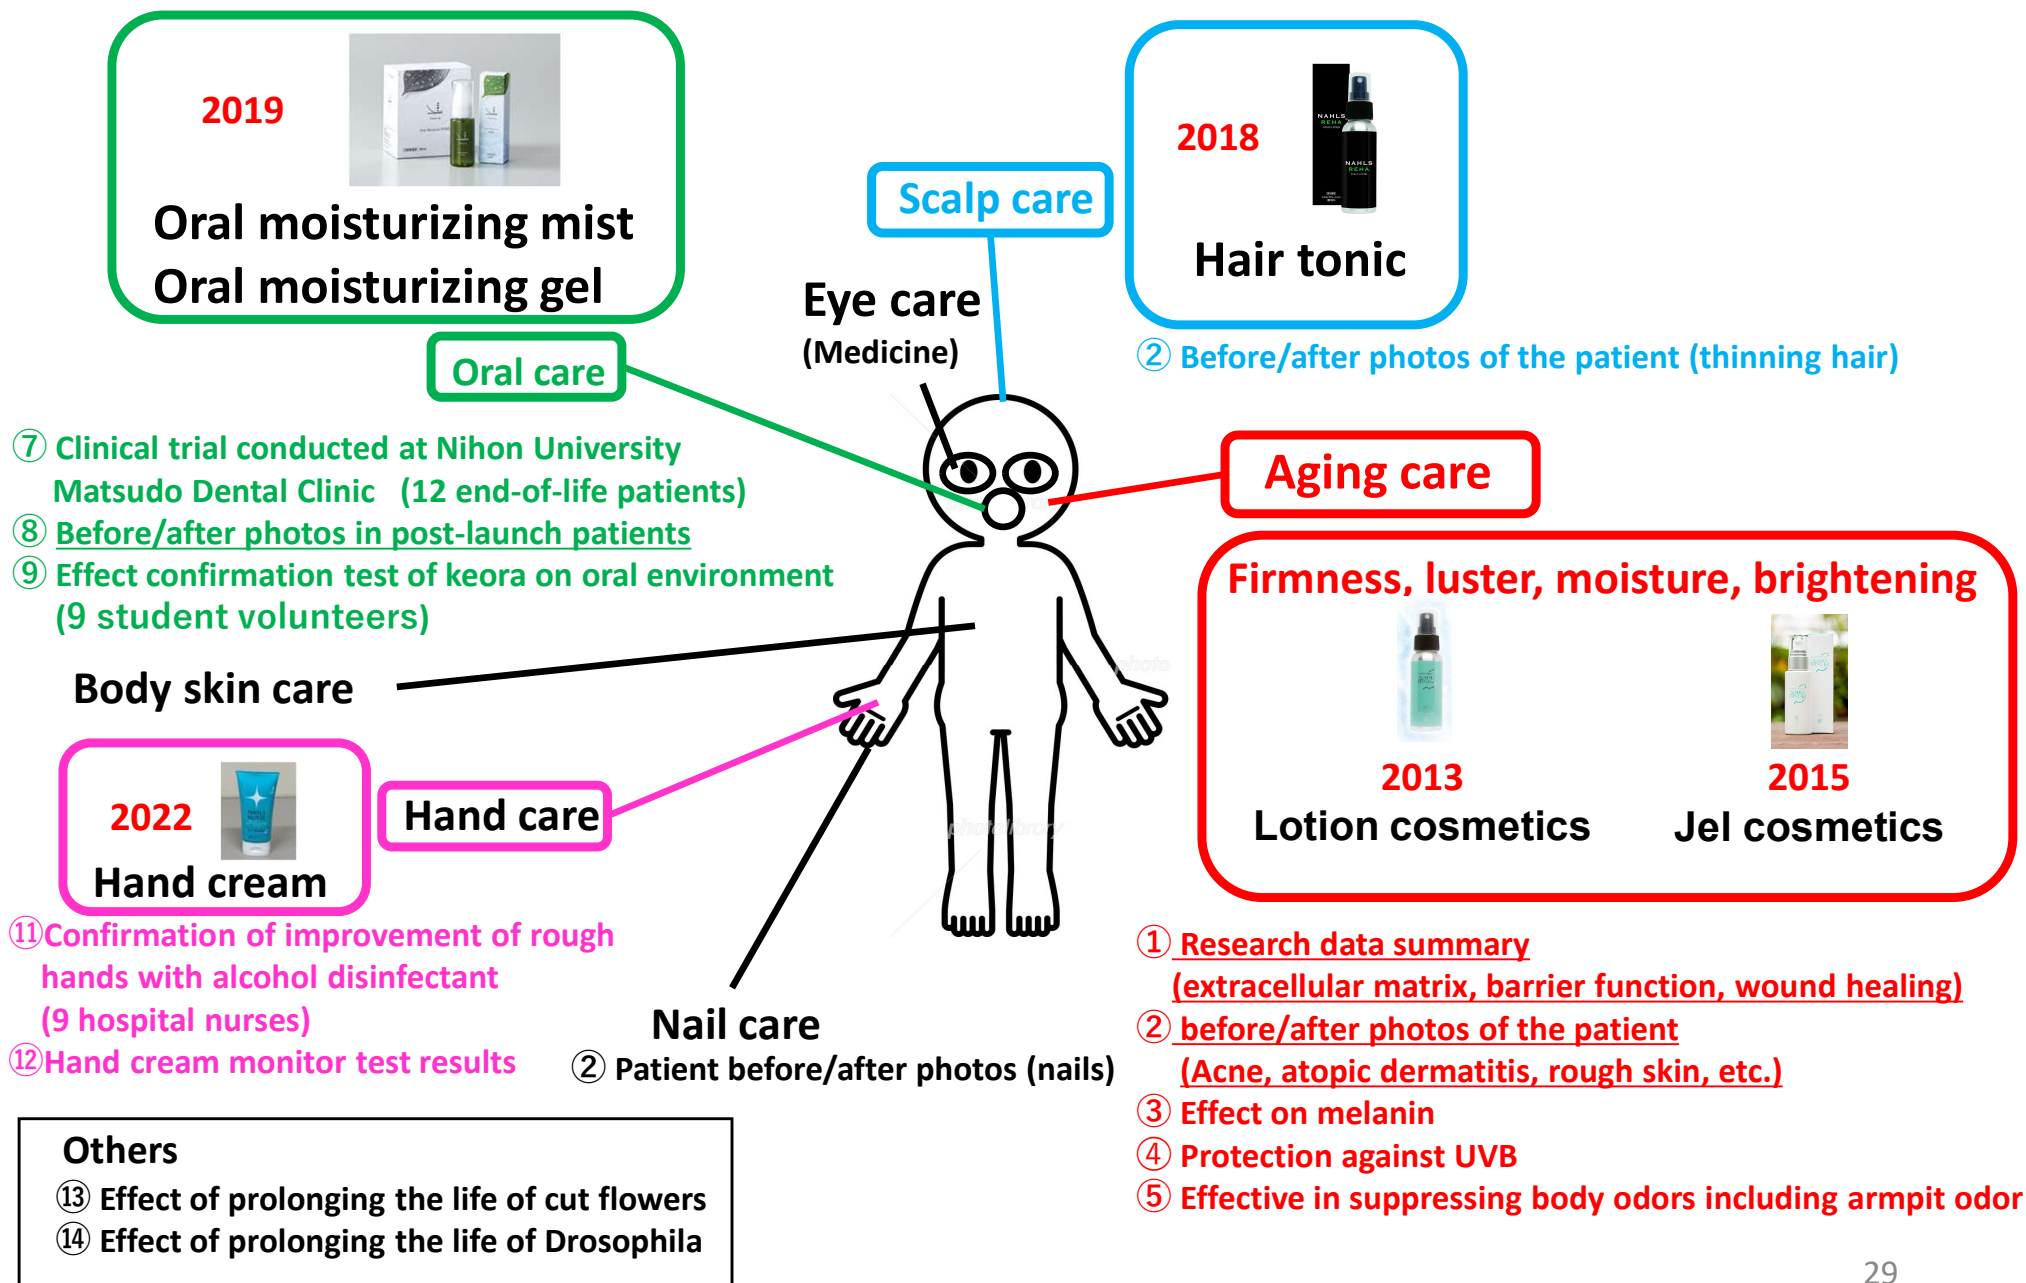 2019
Oral moisturizing mist
Oral moisturizing gel
Oral care
⑦ Clinical trial conducted at Nihon University
Matsudo Dental Clinic (12 end-of-life patients)
⑧ Before/after photos in post-launch patients
⑨ Effect confirmation test of keora on oral environment
(9 student volunteers)
Body skin care
2022
Hand cream
Hand care
⑪Confirmation of improvement of rough
hands with alcohol disinfectant
(9 hospital nurses)
⑫Hand cream monitor test results
Others
⑬ Effect of prolonging the life of cut flowers
⑭ Effect of prolonging the life of Drosophila
Scalp care
Eye care
(Medicine)
photo
photolibrary
Nail care
② Patient before/after photos (nails)
2018
NAHLS
REHA
NAHLS
REHA
Hair tonic
② Before/after photos of the patient (thinning hair)
Aging care
Firmness, luster, moisture, brightening
2013
Lotion cosmetics
2015
Jel cosmetics
① Research data summary
(extracellular matrix, barrier function, wound healing)
② before/after photos of the patient
(Acne, atopic dermatitis, rough skin, etc.)
③ Effect on melanin
④ Protection against UVB
⑤ Effective in suppressing body odors including armpit odor
29